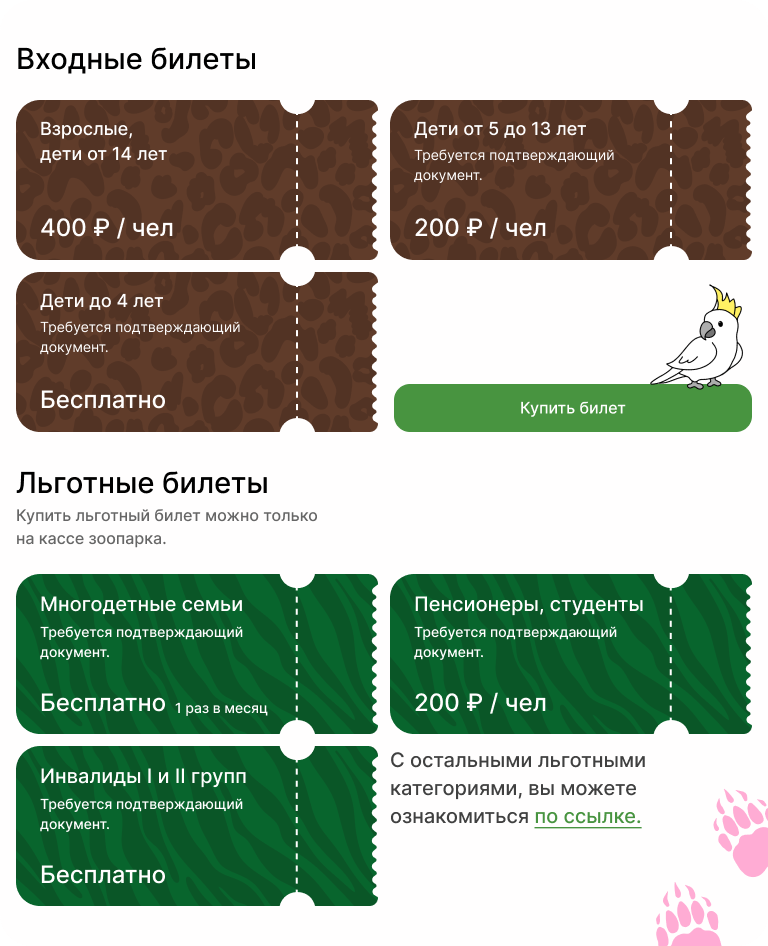 Входные билеты
Взрослые,
дети от 14 лет
400 ₽ / чел
Дети от 5 до 13 лет
Требуется подтверждающий
документ.
200 ₽ / чел
Дети до 4 лет
Требуется подтверждающий
документ.
Бесплатно
Купить билет
Льготные билеты
Купить льготный билет можно только
на кассе зоопарка.
Многодетные семьи
Требуется подтверждающий
документ.
Бесплатно 1 раз в месяц
Пенсионеры, студенты
Требуется подтверждающий
документ.
200 ₽ / чел
Инвалиды I и II групп
Требуется подтверждающий
документ.
Бесплатно
С остальными льготными
категориями, вы можете
ознакомиться по ссылке.